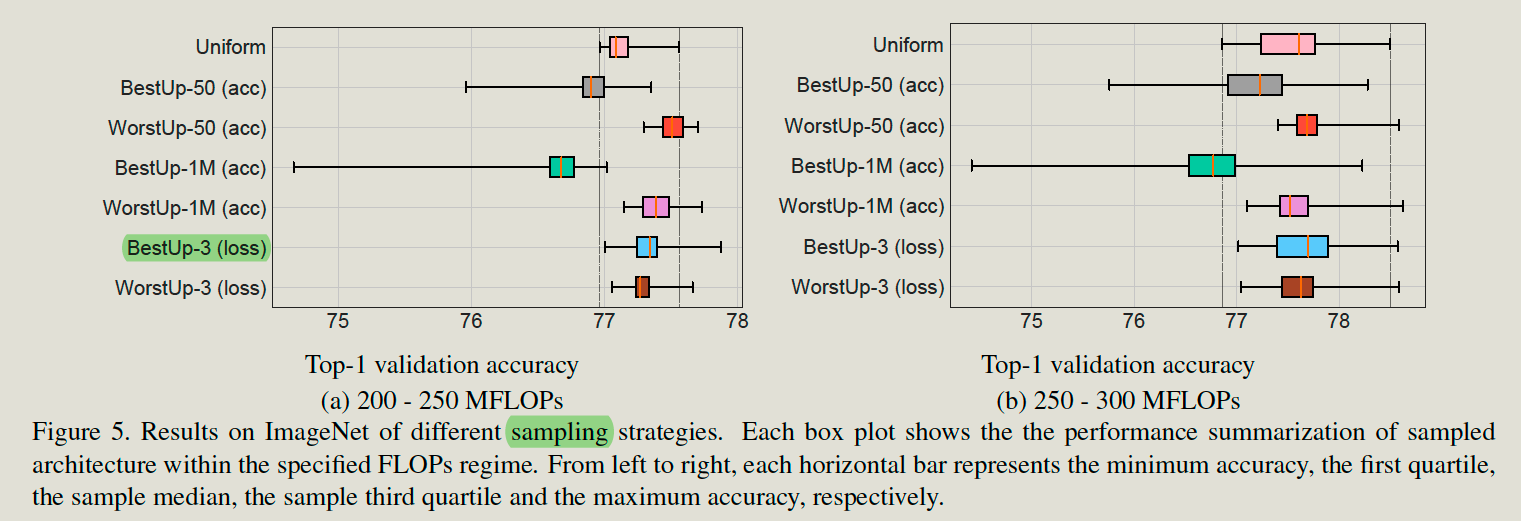 Uniform
BestUp-50 (acc)
WorstUp-50 (acc)
BestUp-1M (acc)
WorstUp-1M (acc)
BestUp-3 (loss)
WorstUp-3 (loss)
75 76 77 78
Top-1 validation accuracy
(a) 200 - 250 MFLOPs
Uniform
BestUp-50 (acc)
WorstUp-50 (acc)
BestUp-1M (acc)
WorstUp-1M (acc)
BestUp-3 (loss)
WorstUp-3 (loss)
75 76 77 78
Top-1 validation accuracy
(b) 250 - 300 MFLOPs
Figure 5. Results on ImageNet of different sampling strategies. Each box plot shows the the performance summarization of sampled
architecture within the specified FLOPs regime. From left to right, each horizontal bar represents the minimum accuracy, the first quartile,
the sample median, the sample third quartile and the maximum accuracy, respectively.